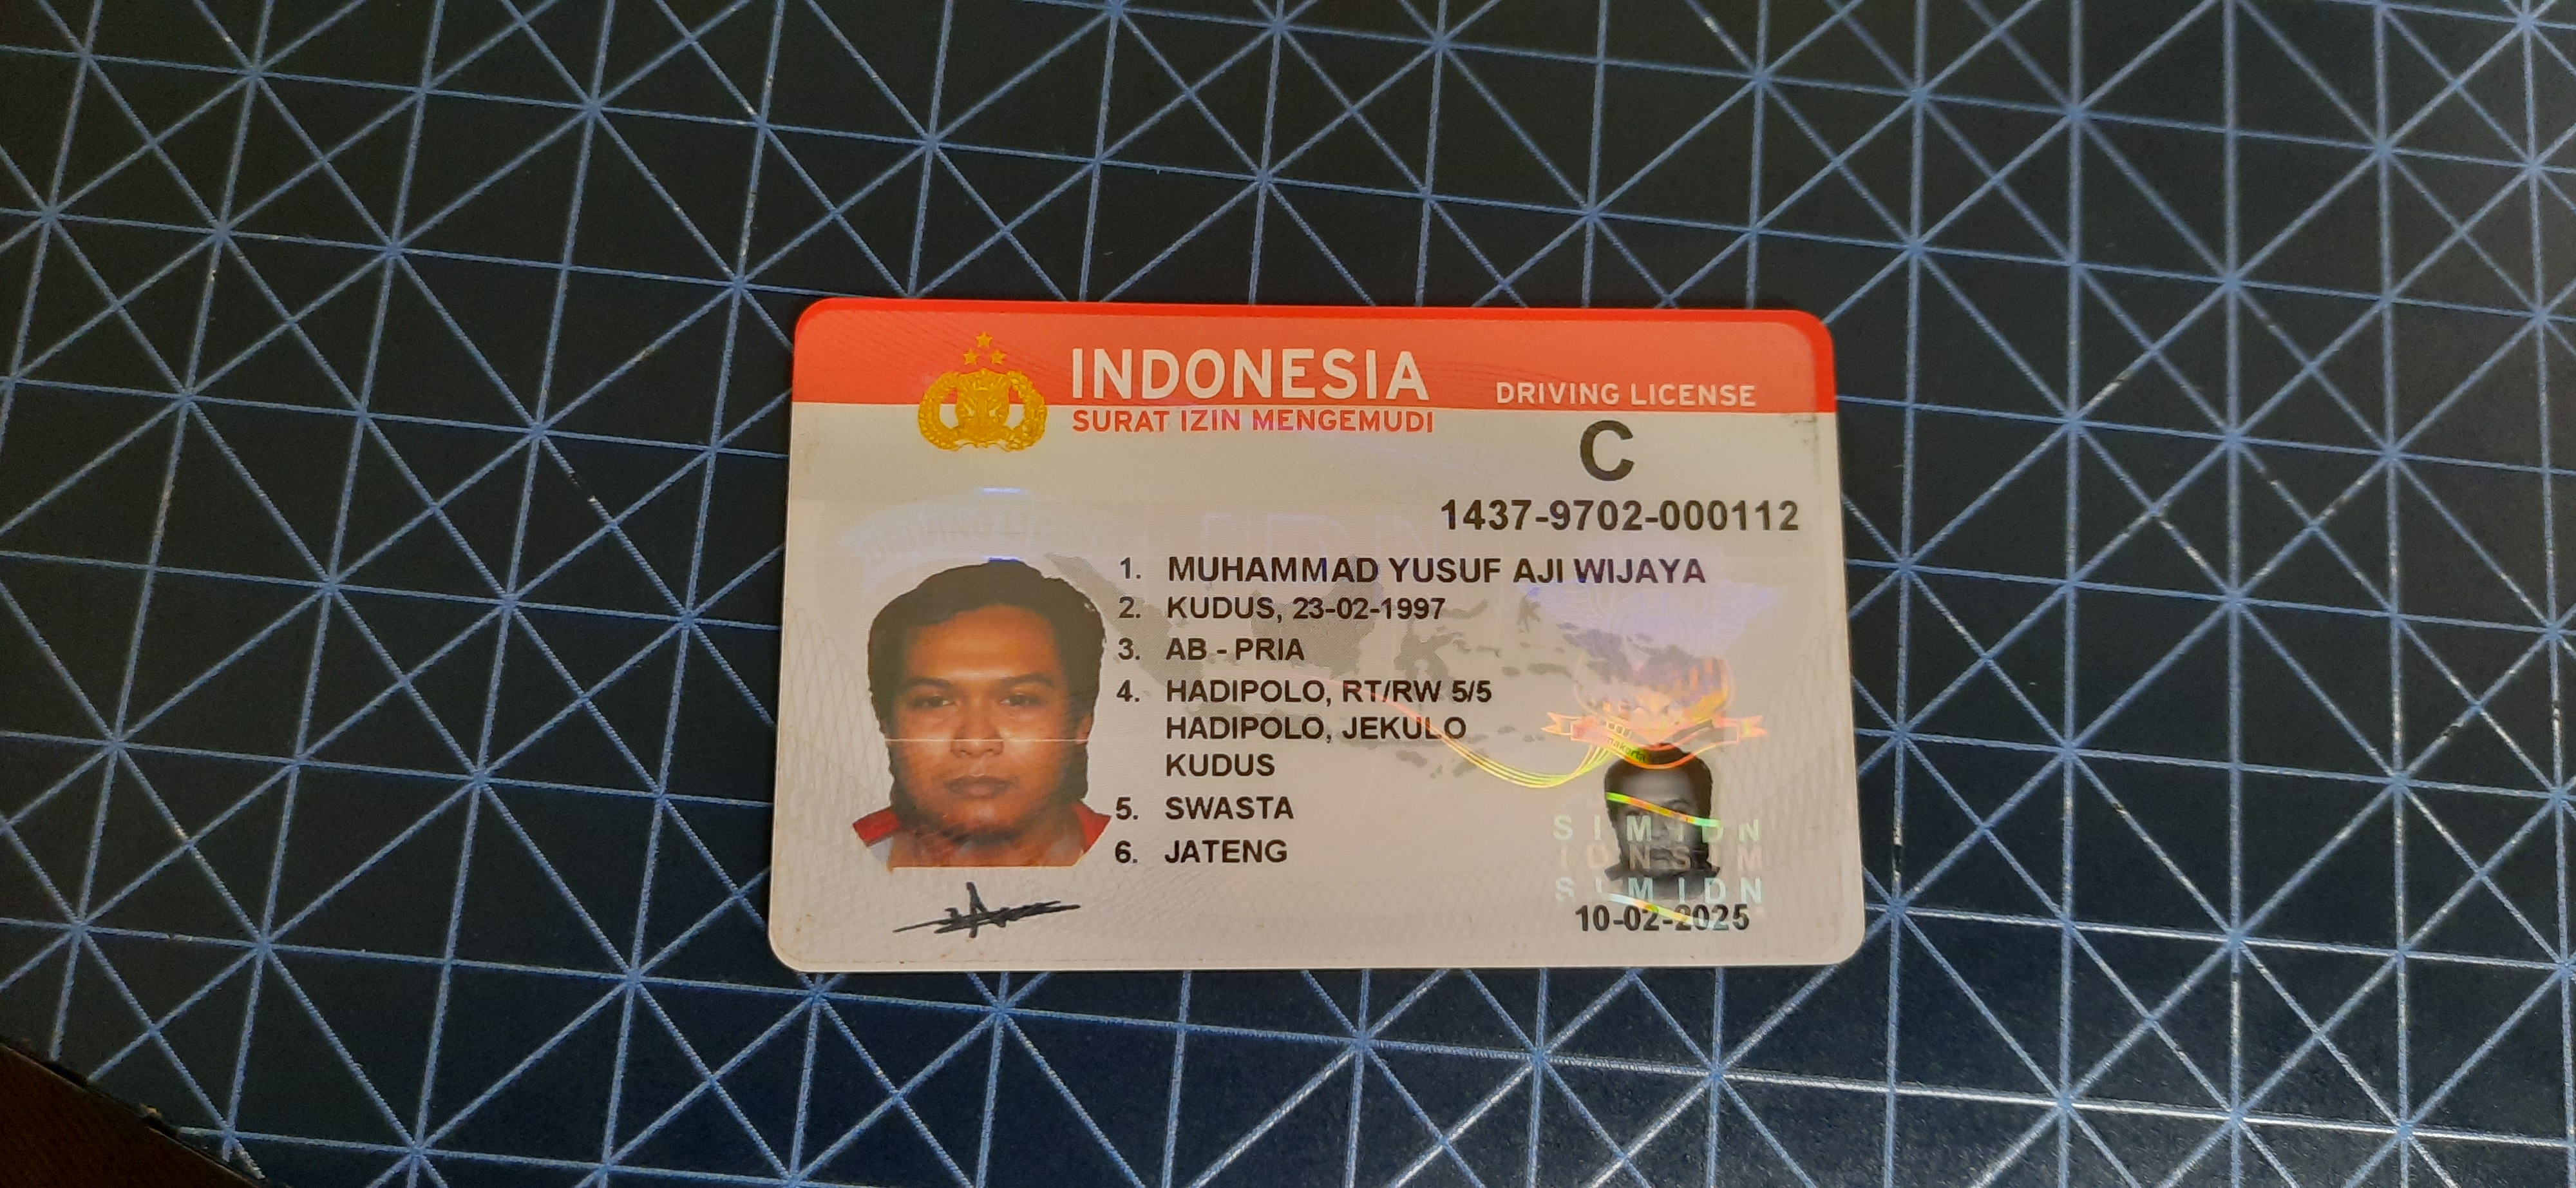 INDONESIA
SURAT IZIN MENGEMUDI
DRIVING LICENSE
C
1437-9702-000112
1. MUHAMMAD YUSUF AJI WIJAYA
2. KUDUS, 23-02-1997
3. AB - PRIA
4. HADIPOLO, RT/RW 5/5
HADIPOLO, JEKULO
KUDUS
5. SWASTA
6. JATENG
S I M I D N
I D N S I M
S I M I D N
10-02-2025